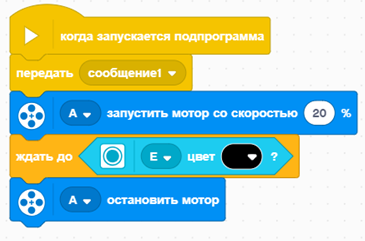 когда запускается подпрограмма
передать сообщение1
A запустить мотор со скоростью 20 %
ждать до E цвет ?
A остановить мотор